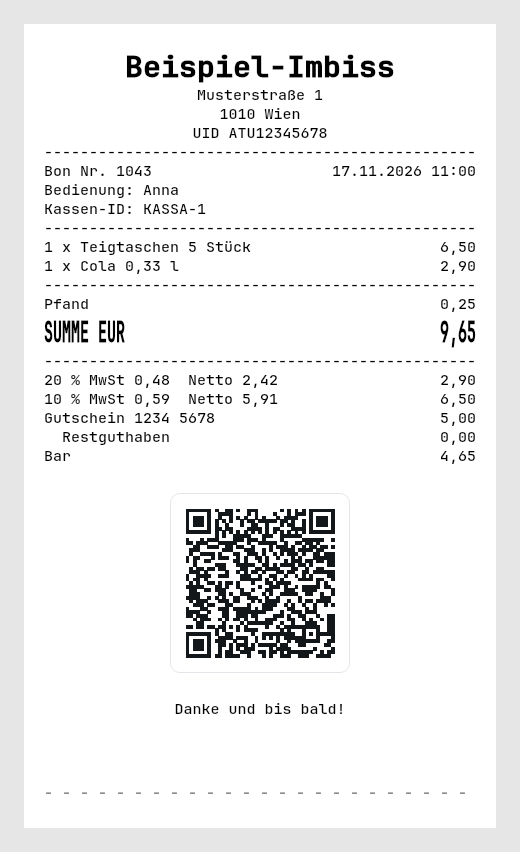 Beispiel-Imbiss
Musterstraße 1
1010 Wien
UID ATU12345678
------------------------------------------------
Bon Nr. 1043 17.11.2026 11:00
Bedienung: Anna
Kassen-ID: KASSA-1
------------------------------------------------
1 x Teigtaschen 5 Stück 6,50
1 x Cola 0,33 l 2,90
------------------------------------------------
Pfand 0,25
SUMME EUR 9,65
------------------------------------------------
20 % MwSt 0,48  Netto 2,42 2,90
10 % MwSt 0,59  Netto 5,91 6,50
Gutschein 1234 5678 5,00
  Restguthaben 0,00
Bar 4,65
Danke und bis bald!
- - - - - - - - - - - - - - - - - - - - - - - -